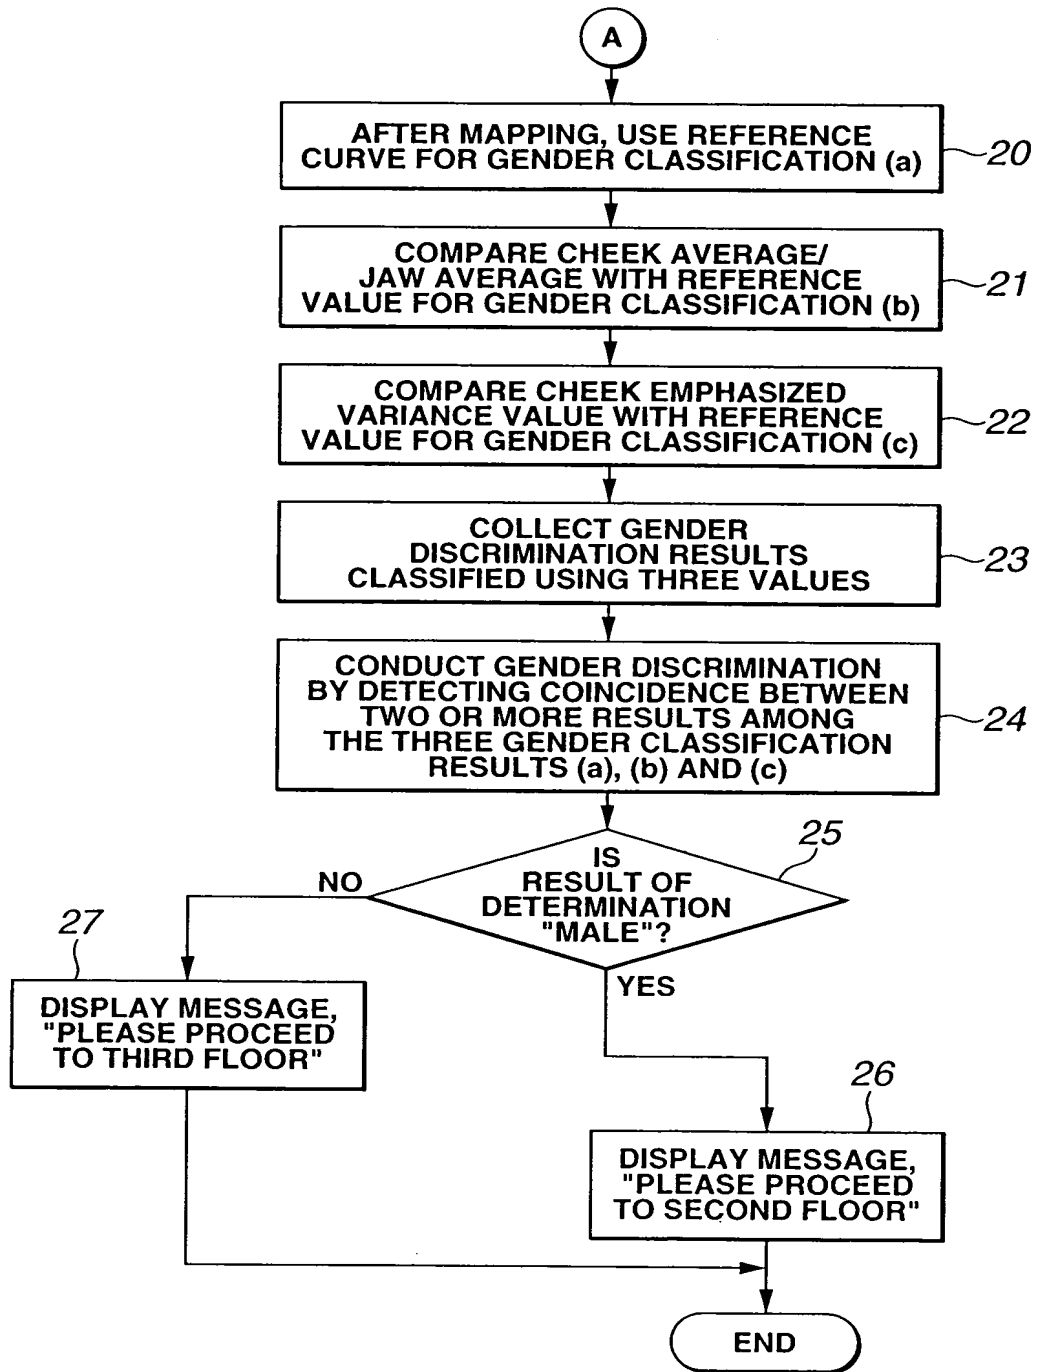 A
AFTER MAPPING, USE REFERENCE
CURVE FOR GENDER CLASSIFICATION (a)
20
COMPARE CHEEK AVERAGE/
JAW AVERAGE WITH REFERENCE
VALUE FOR GENDER CLASSIFICATION (b)
21
COMPARE CHEEK EMPHASIZED
VARIANCE VALUE WITH REFERENCE
VALUE FOR GENDER CLASSIFICATION (c)
22
COLLECT GENDER
DISCRIMINATION RESULTS
CLASSIFIED USING THREE VALUES
23
CONDUCT GENDER DISCRIMINATION
BY DETECTING COINCIDENCE BETWEEN
TWO OR MORE RESULTS AMONG
THE THREE GENDER CLASSIFICATION
RESULTS (a), (b) AND (c)
24
25
IS
RESULT OF
DETERMINATION
"MALE"?
NO
YES
27
DISPLAY MESSAGE,
"PLEASE PROCEED
TO THIRD FLOOR"
26
DISPLAY MESSAGE,
"PLEASE PROCEED
TO SECOND FLOOR"
END